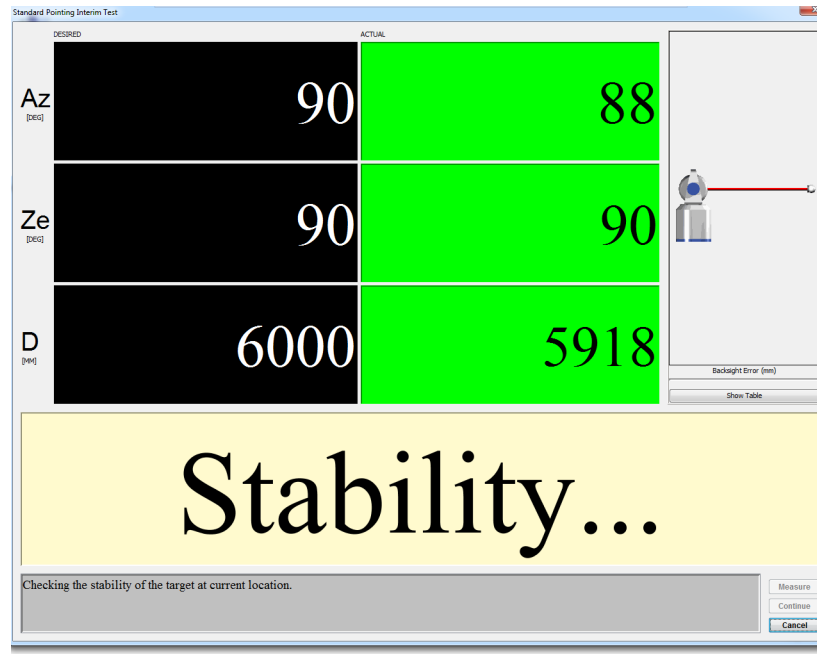 Standard Pointing Interim Test
DESIRED ACTUAL
Az 90 88
[DEG]
Ze 90 90
[DEG]
D 6000 5918
[MM]
Backsight Error (mm)
Show Table
Stability...
Checking the stability of the target at current location.
Measure
Continue
Cancel